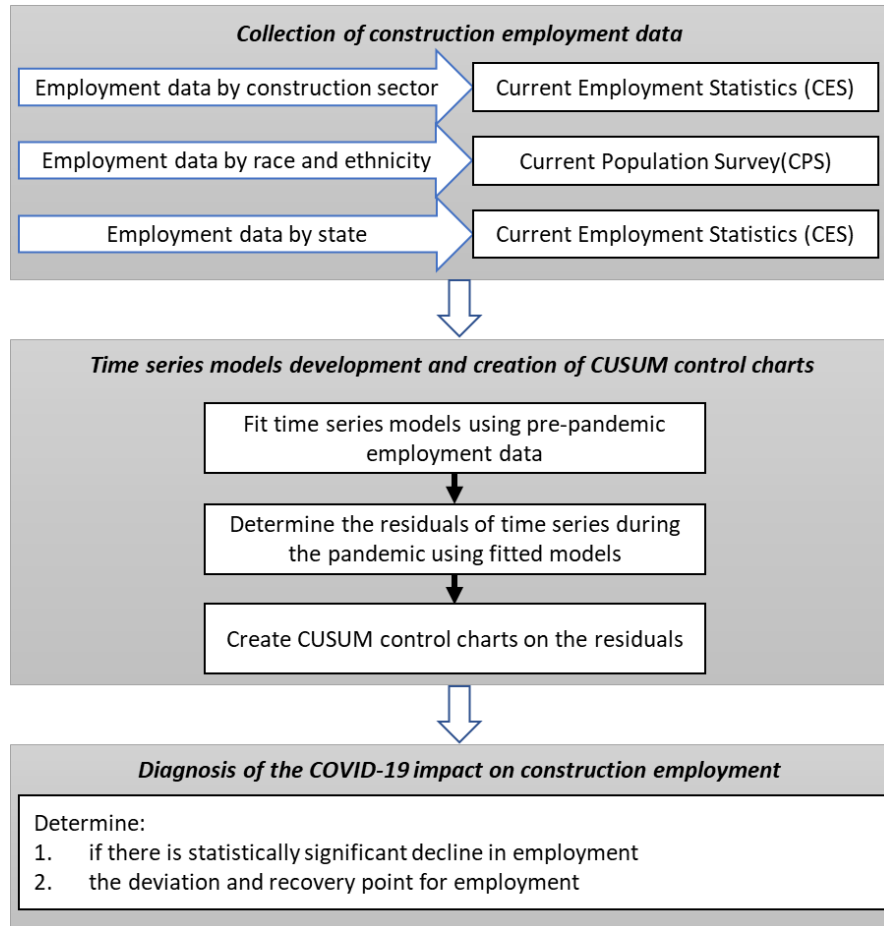 Collection of construction employment data
Employment data by construction sector
Current Employment Statistics (CES)
Employment data by race and ethnicity
Current Population Survey(CPS)
Employment data by state
Current Employment Statistics (CES)
Time series models development and creation of CUSUM control charts
Fit time series models using pre-pandemic
employment data
Determine the residuals of time series during
the pandemic using fitted models
Create CUSUM control charts on the residuals
Diagnosis of the COVID-19 impact on construction employment
Determine:
1. if there is statistically significant decline in employment
2. the deviation and recovery point for employment